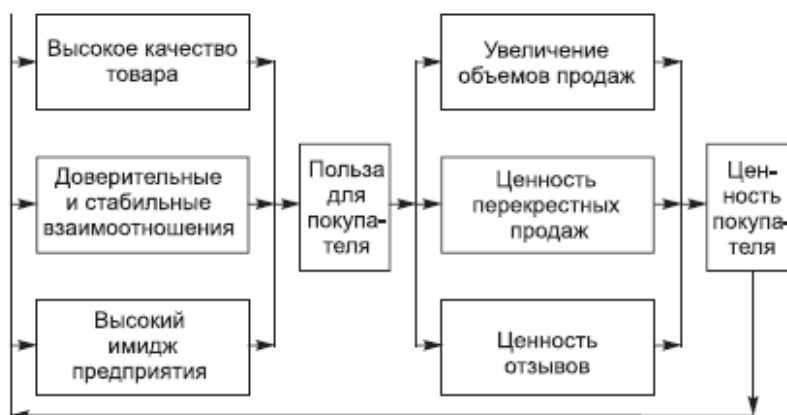 Высокое качество
товара
Доверительные
и стабильные
взаимоотношения
Высокий
имидж
предприятия
Польза
для
покупа-
теля
Увеличение
объемов продаж
Ценность
перекрестных
продаж
Ценность
отзывов
Цен-
ность
покупа-
теля